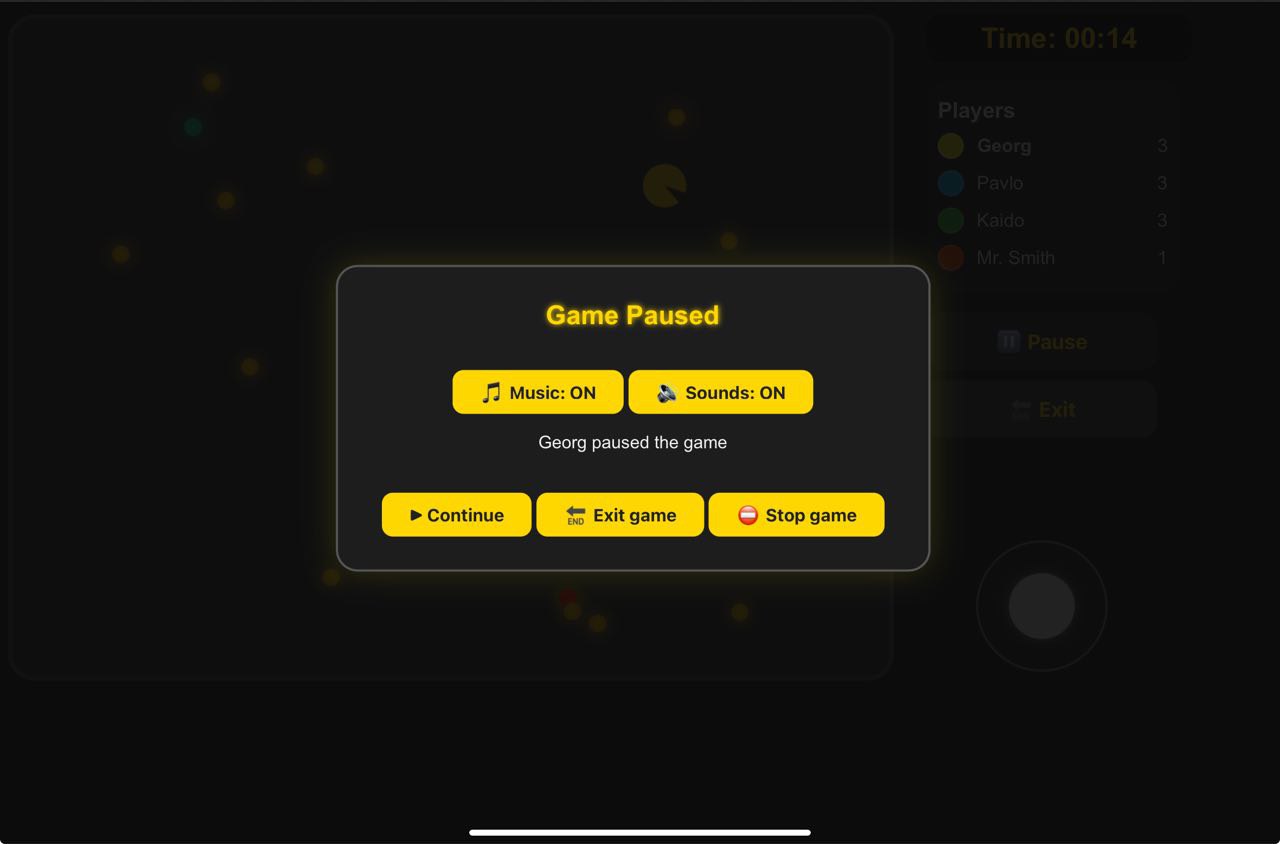 Time: 00:14
Players
Georg 3
Pavlo 3
Kaido 3
Mr. Smith 1
Pause
Exit
Game Paused
Music: ON Sounds: ON
Georg paused the game
Continue END Exit game Stop game